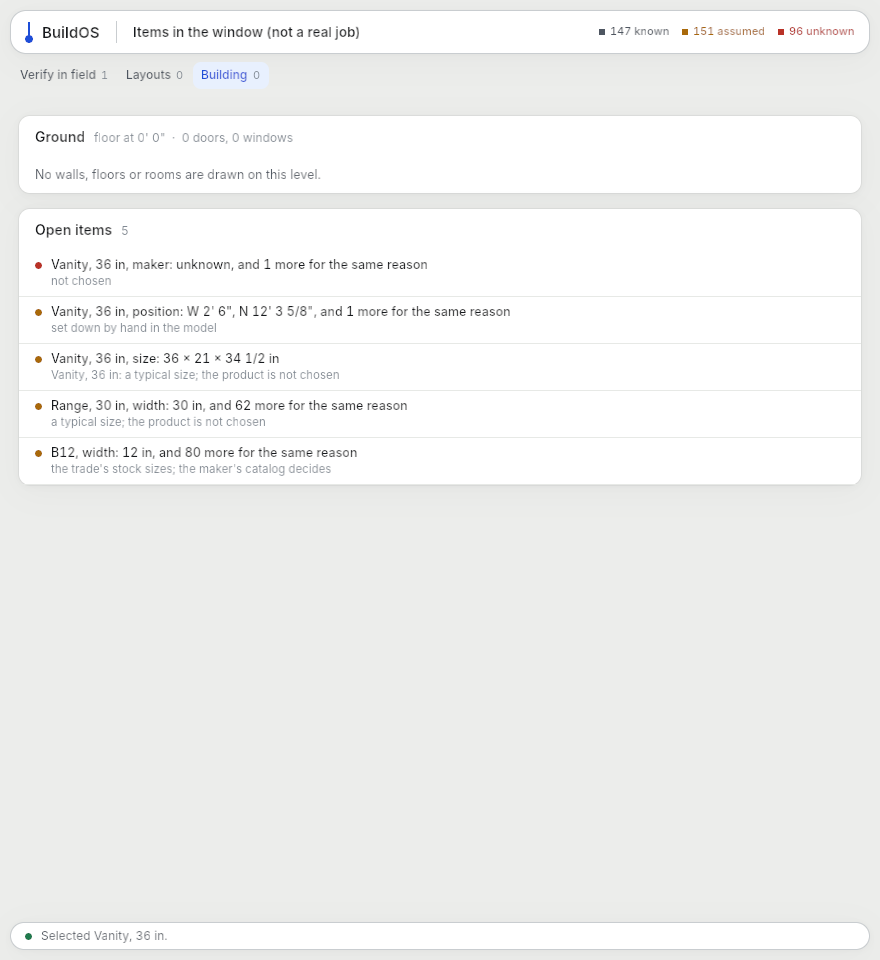 BuildOS
Items in the window (not a real job)
147 known
151 assumed
96 unknown
Verify in field 1
Layouts 0
Building 0
Ground floor at 0' 0" · 0 doors, 0 windows
No walls, floors or rooms are drawn on this level.
Open items 5
Vanity, 36 in, maker: unknown, and 1 more for the same reason
not chosen
Vanity, 36 in, position: W 2' 6", N 12' 3 5/8", and 1 more for the same reason
set down by hand in the model
Vanity, 36 in, size: 36 × 21 × 34 1/2 in
Vanity, 36 in: a typical size; the product is not chosen
Range, 30 in, width: 30 in, and 62 more for the same reason
a typical size; the product is not chosen
B12, width: 12 in, and 80 more for the same reason
the trade's stock sizes; the maker's catalog decides
Selected Vanity, 36 in.